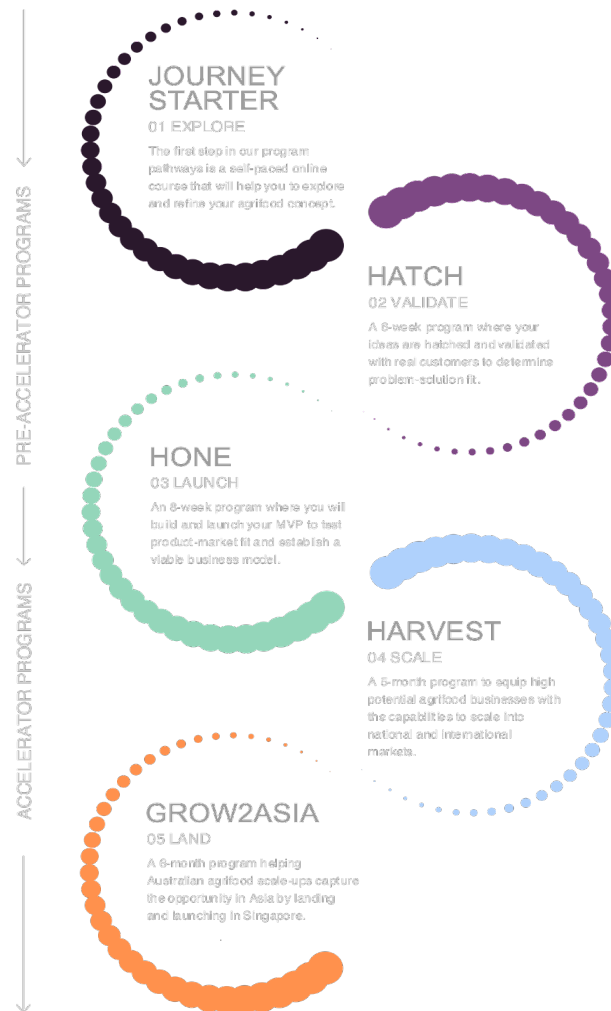 JOURNEY
STARTER
01 EXPLORE
The first step in our program
pathways is a self-paced online
course that will help you to explore
and refine your agrifood concept.
PRE-ACCELERATOR PROGRAMS
HATCH
02 VALIDATE
A 6-week program where your
ideas are hatched and validated
with real customers to determine
problem-solution fit.
HONE
03 LAUNCH
An 8-week program where you will
build and launch your MVP to test
product-market fit and establish a
viable business model.
ACCELERATOR PROGRAMS
HARVEST
04 SCALE
A 5-month program to equip high
potential agrifood businesses with
the capabilities to scale into
national and international
markets.
GROW2ASIA
05 LAND
A 6-month program helping
Australian agrifood scale-ups capture
the opportunity in Asia by landing
and launching in Singapore.